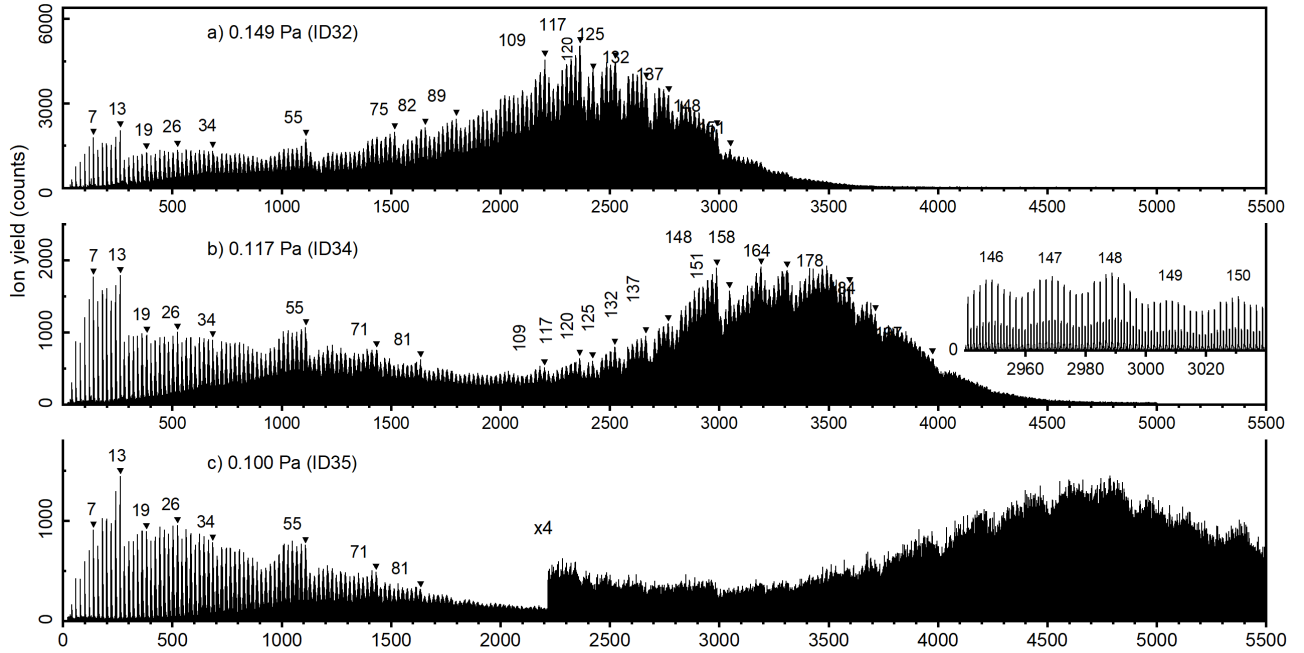 Ion yield (counts)
a) 0.149 Pa (ID32)
6000
3000
0
7 13 19 26 34 55 75 82 89 109 117 120 125 132 137 148
500 1000 1500 2000 2500 3000 3500 4000 4500 5000 5500
b) 0.117 Pa (ID34)
2000
1000
0
7 13 19 26 34 55 71 81 109 117 120 125 132 137 148 151 158 164 178
146 147 148 149 150
0
2960 2980 3000 3020
500 1000 1500 2000 2500 3000 3500 4000 4500 5000 5500
c) 0.100 Pa (ID35)
1000
0
7 13 19 26 34 55 71 81
x4
0 500 1000 1500 2000 2500 3000 3500 4000 4500 5000 5500